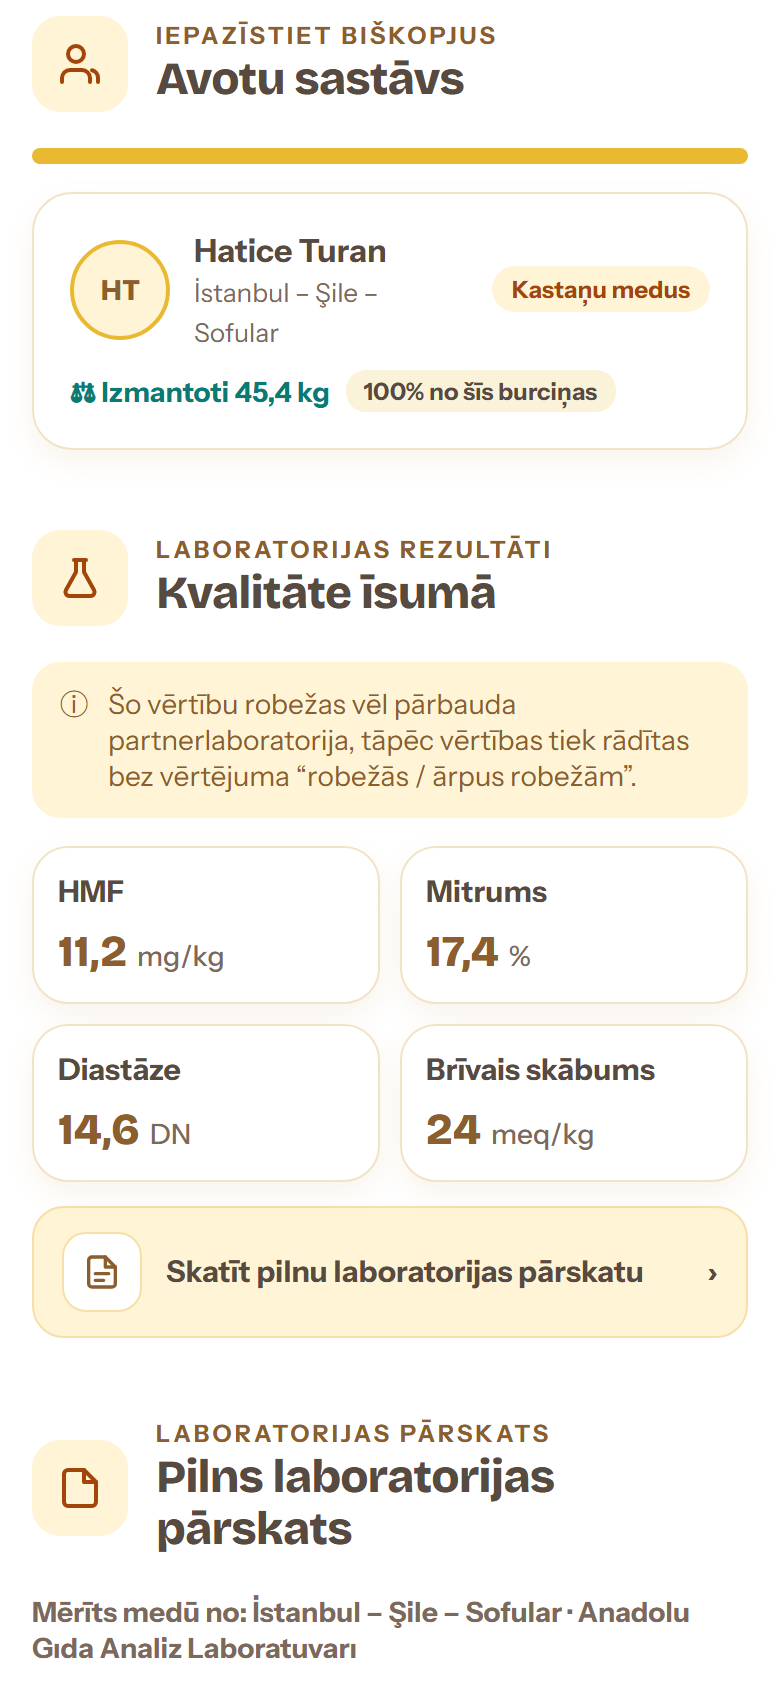 IEPAZĪSTIET BIŠKOPJUS
Avotu sastāvs
HT
Hatice Turan
İstanbul – Şile –
Sofular
Kastaņu medus
Izmantoti 45,4 kg
100% no šīs burciņas
LABORATORIJAS REZULTĀTI
Kvalitāte īsumā
Šo vērtību robežas vēl pārbauda
partnerlaboratorija, tāpēc vērtības tiek rādītas
bez vērtējuma “robežās / ārpus robežām”.
HMF
11,2 mg/kg
Mitrums
17,4 %
Diastāze
14,6 DN
Brīvais skābums
24 meq/kg
Skatīt pilnu laboratorijas pārskatu ›
LABORATORIJAS PĀRSKATS
Pilns laboratorijas
pārskats
Mērīts medū no: İstanbul – Şile – Sofular · Anadolu
Gıda Analiz Laboratuvarı